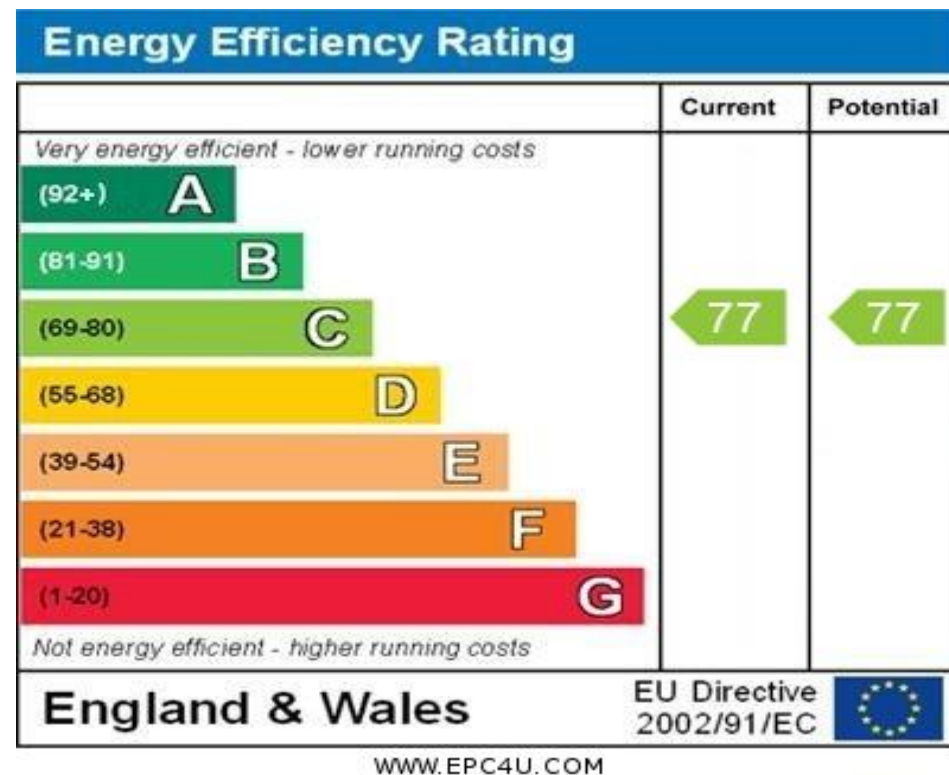 Energy Efficiency Rating
Current Potential
Very energy efficient - lower running costs
(92+) A
(81-91) B
(69-80) C 77 77
(55-68) D
(39-54) E
(21-38) F
(1-20) G
Not energy efficient - higher running costs
England & Wales
EU Directive
2002/91/EC
WWW.EPC4U.COM